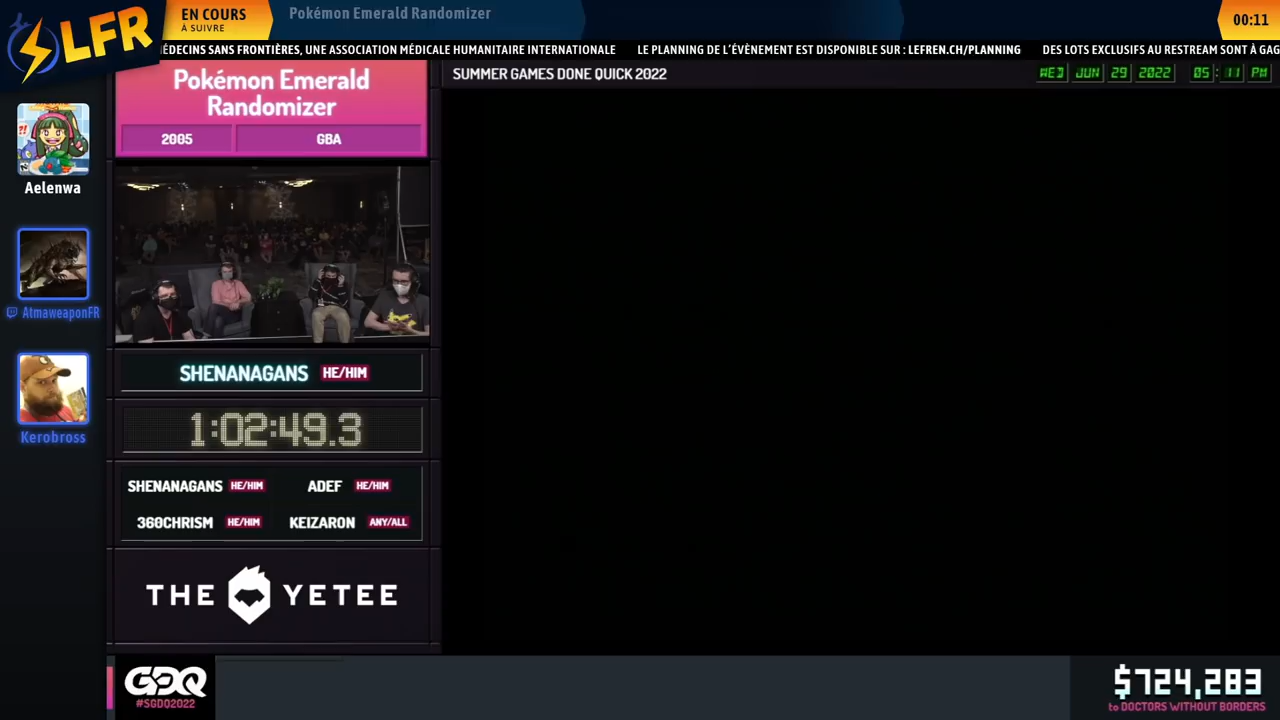 LFR
EN COURS
À SUIVRE
Pokémon Emerald Randomizer
00:11
ÉDECINS SANS FRONTIÈRES, UNE ASSOCIATION MÉDICALE HUMANITAIRE INTERNATIONALE LE PLANNING DE L'ÉVÈNEMENT EST DISPONIBLE SUR : LEFREN.CH/PLANNING DES LOTS EXCLUSIFS AU RESTREAM SONT À GAG
Pokémon Emerald
Randomizer
2005 GBA
SUMMER GAMES DONE QUICK 2022
WED JUN 29 2022 05:11 PM
Aelenwa
AtmaweaponFR
Kerobross
SHENANAGANS HE/HIM
1:02:49.3
SHENANAGANS HE/HIM ADEF HE/HIM
360CHRISM HE/HIM KEIZARON ANY/ALL
THE YETEE
GDQ
#SGDQ2022
$724,283
to DOCTORS WITHOUT BORDERS